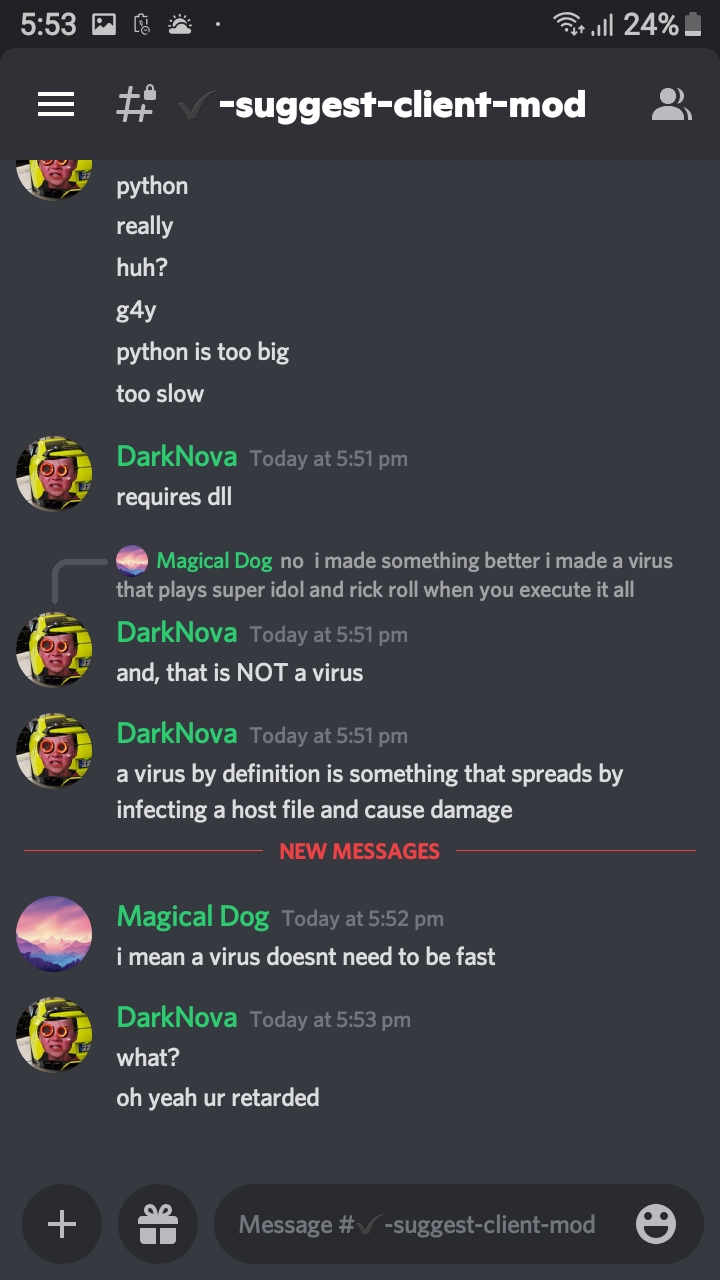 5:53 24%
✓-suggest-client-mod
python
really
huh?
g4y
python is too big
too slow
DarkNova Today at 5:51 pm
requires dll
Magical Dog no i made something better i made a virus
that plays super idol and rick roll when you execute it all
DarkNova Today at 5:51 pm
and, that is NOT a virus
DarkNova Today at 5:51 pm
a virus by definition is something that spreads by
infecting a host file and cause damage
NEW MESSAGES
Magical Dog Today at 5:52 pm
i mean a virus doesnt need to be fast
DarkNova Today at 5:53 pm
what?
oh yeah ur retarded
Message #✓-suggest-client-mod